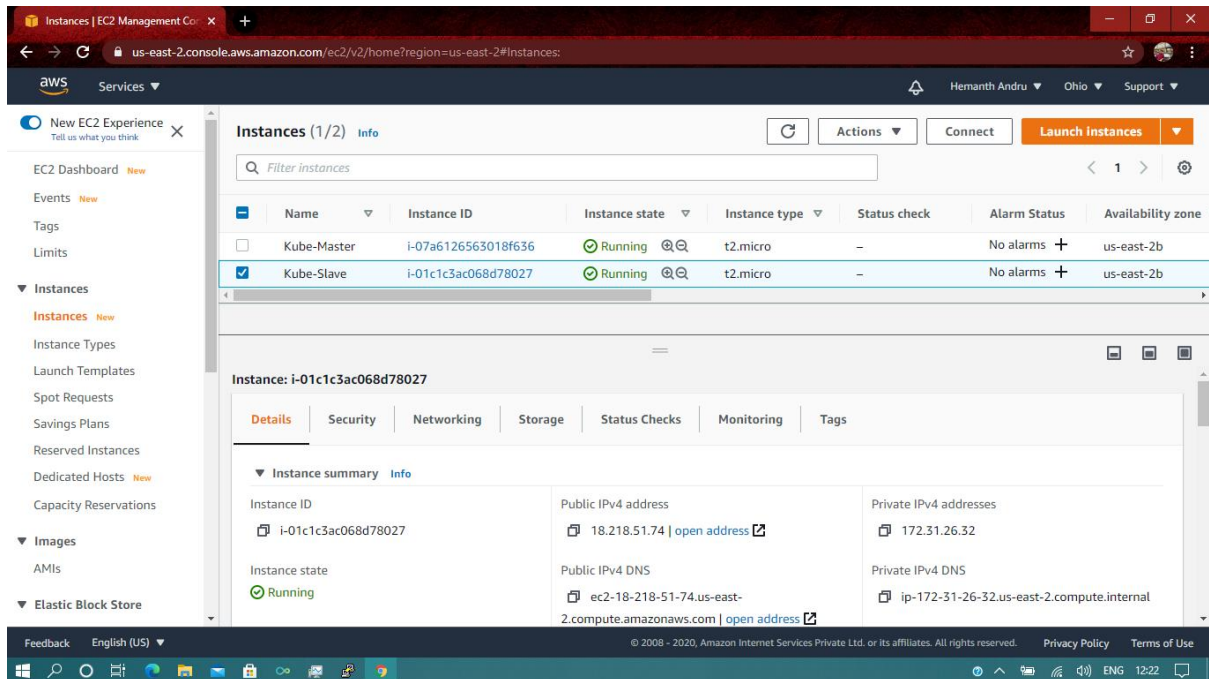 Instances | EC2 Management Con
us-east-2.console.aws.amazon.com/ec2/v2/home?region=us-east-2#Instances:
aws Services Hemanth Andru Ohio Support
New EC2 Experience
Tell us what you think
EC2 Dashboard New
Events New
Tags
Limits
Instances
Instances New
Instance Types
Launch Templates
Spot Requests
Savings Plans
Reserved Instances
Dedicated Hosts New
Capacity Reservations
Images
AMIs
Elastic Block Store
Instances (1/2) Info Actions Connect Launch instances
Filter instances 1
Name Instance ID Instance state Instance type Status check Alarm Status Availability zone
Kube-Master i-07a6126563018f636 Running t2.micro – No alarms + us-east-2b
Kube-Slave i-01c1c3ac068d78027 Running t2.micro – No alarms + us-east-2b
Instance: i-01c1c3ac068d78027
Details Security Networking Storage Status Checks Monitoring Tags
Instance summary Info
Instance ID Public IPv4 address Private IPv4 addresses
i-01c1c3ac068d78027 18.218.51.74 | open address 172.31.26.32
Instance state Public IPv4 DNS Private IPv4 DNS
Running ec2-18-218-51-74.us-east- ip-172-31-26-32.us-east-2.compute.internal
2.compute.amazonaws.com | open address
Feedback English (US) © 2008 - 2020, Amazon Internet Services Private Ltd. or its affiliates. All rights reserved. Privacy Policy Terms of Use
ENG 12:22